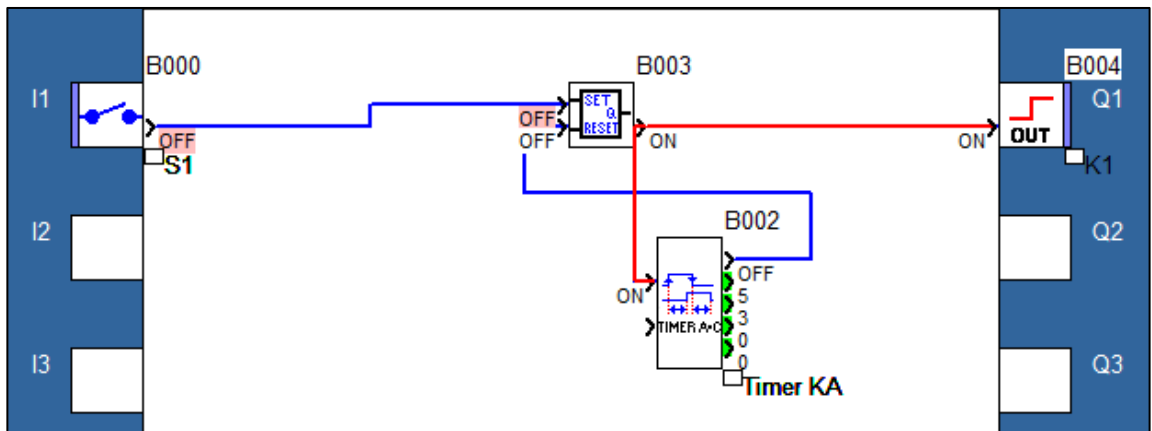 B000
B003
B004
I1
SET
Q
RESET
OFF
OFF
OFF
ON
ON
OUT
Q1
S1
K1
I2
B002
Q2
OFF
ON
5
3
TIMER A-C
0
0
I3
Timer KA
Q3